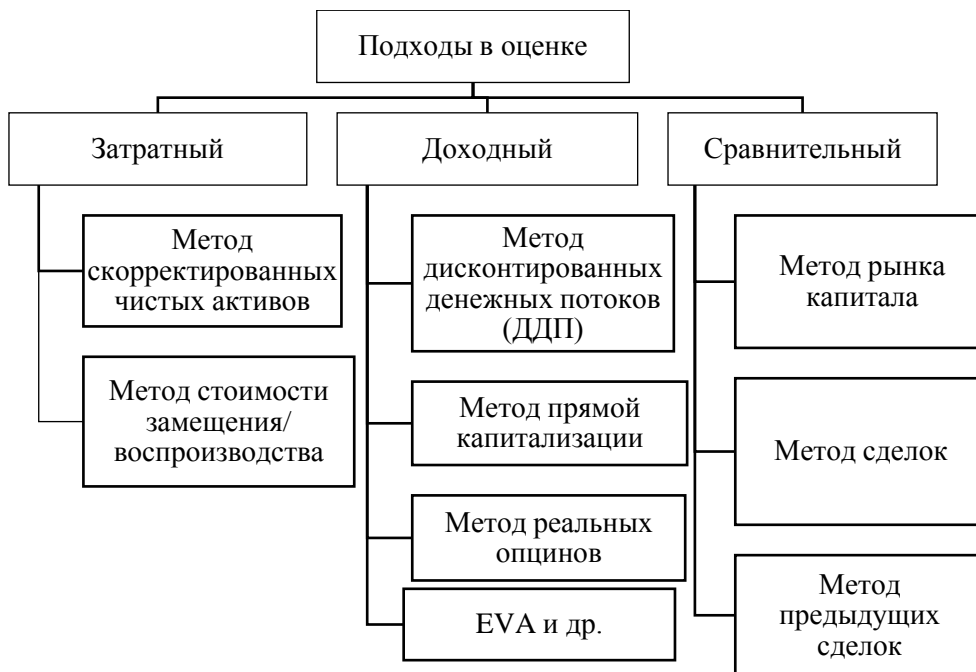 Подходы в оценке
Затратный
Доходный
Сравнительный
Метод
скорректированных
чистых активов
Метод стоимости
замещения/
воспроизводства
Метод
дисконтированных
денежных потоков
(ДДП)
Метод прямой
капитализации
Метод реальных
опцинов
EVA и др.
Метод рынка
капитала
Метод сделок
Метод
предыдущих
сделок